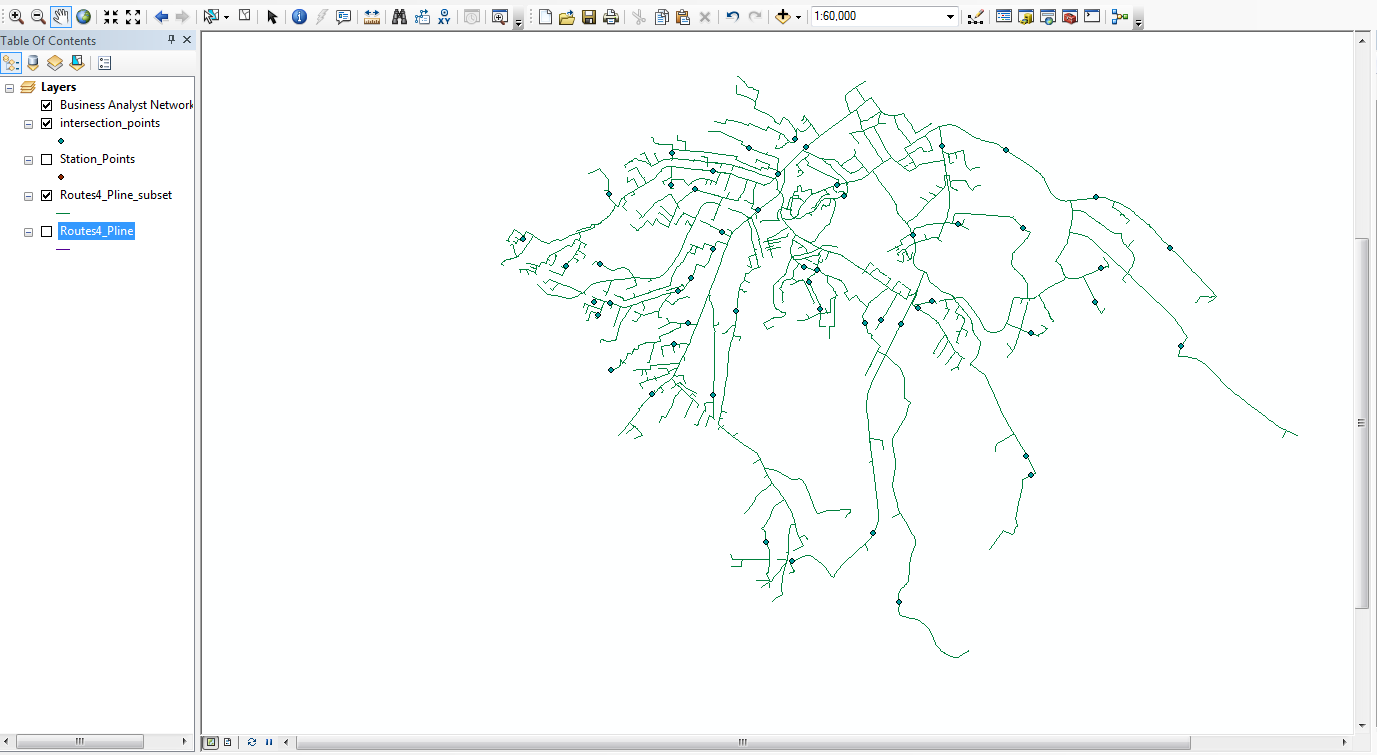 1:60,000
Table Of Contents
Layers
Business Analyst Network
intersection_points
Station_Points
Routes4_Pline_subset
Routes4_Pline